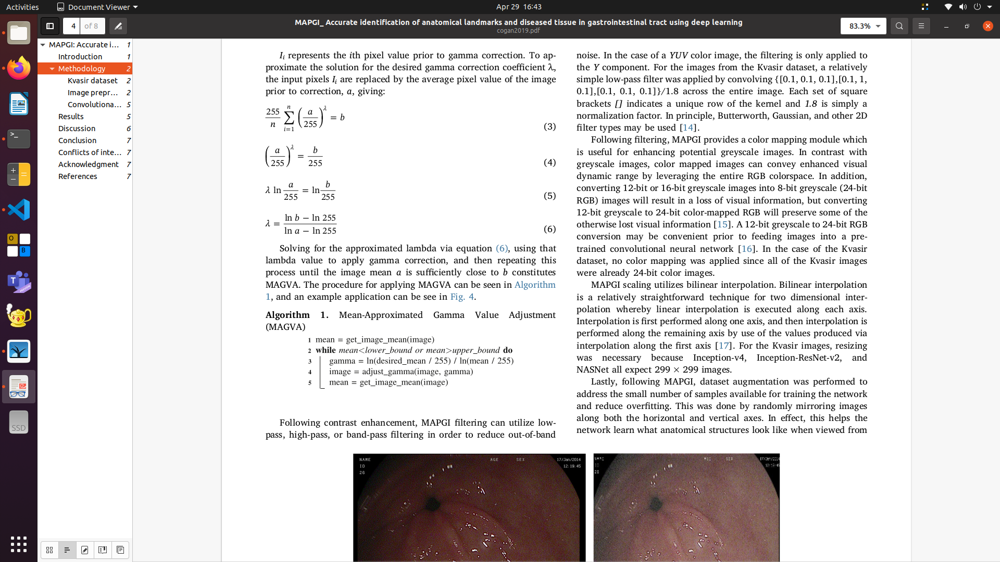 Activities
Document Viewer
Apr 29 16:43
4
of 8
MAPGI_ Accurate identification of anatomical landmarks and diseased tissue in gastrointestinal tract using deep learning
cogan2019.pdf
83.3%
MAPGI: Accurate i... 1
Introduction 1
Methodology 2
Kvasir dataset 2
Image prepr... 2
Convolutiona... 5
Results 5
Discussion 6
Conclusion 7
Conflicts of inte... 7
Acknowledgment 7
References 7
SSD
Iᵢ represents the ith pixel value prior to gamma correction. To ap-
proximate the solution for the desired gamma correction coefficient λ,
the input pixels Iᵢ are replaced by the average pixel value of the image
prior to correction, a, giving:
255/n ∑ᵢ₌₁ⁿ (a/255)^λ = b (3)
(a/255)^λ = b/255 (4)
λ ln a/255 = ln b/255 (5)
λ = (ln b − ln 255)/(ln a − ln 255) (6)
Solving for the approximated lambda via equation (6), using that
lambda value to apply gamma correction, and then repeating this
process until the image mean a is sufficiently close to b constitutes
MAGVA. The procedure for applying MAGVA can be seen in Algorithm
1, and an example application can be see in Fig. 4.
Algorithm 1. Mean-Approximated Gamma Value Adjustment
(MAGVA)
1 mean = get_image_mean(image)
2 while mean<lower_bound or mean>upper_bound do
3 gamma = ln(desired_mean / 255) / ln(mean / 255)
4 image = adjust_gamma(image, gamma)
5 mean = get_image_mean(image)
Following contrast enhancement, MAPGI filtering can utilize low-
pass, high-pass, or band-pass filtering in order to reduce out-of-band
noise. In the case of a YUV color image, the filtering is only applied to
the Y component. For the images from the Kvasir dataset, a relatively
simple low-pass filter was applied by convolving {[0.1, 0.1, 0.1],[0.1, 1,
0.1],[0.1, 0.1, 0.1]}/1.8 across the entire image. Each set of square
brackets [] indicates a unique row of the kernel and 1.8 is simply a
normalization factor. In principle, Butterworth, Gaussian, and other 2D
filter types may be used [14].
Following filtering, MAPGI provides a color mapping module which
is useful for enhancing potential greyscale images. In contrast with
greyscale images, color mapped images can convey enhanced visual
dynamic range by leveraging the entire RGB colorspace. In addition,
converting 12-bit or 16-bit greyscale images into 8-bit greyscale (24-bit
RGB) images will result in a loss of visual information, but converting
12-bit greyscale to 24-bit color-mapped RGB will preserve some of the
otherwise lost visual information [15]. A 12-bit greyscale to 24-bit RGB
conversion may be convenient prior to feeding images into a pre-
trained convolutional neural network [16]. In the case of the Kvasir
dataset, no color mapping was applied since all of the Kvasir images
were already 24-bit color images.
MAPGI scaling utilizes bilinear interpolation. Bilinear interpolation
is a relatively straightforward technique for two dimensional inter-
polation whereby linear interpolation is executed along each axis.
Interpolation is first performed along one axis, and then interpolation is
performed along the remaining axis by use of the values produced via
interpolation along the first axis [17]. For the Kvasir images, resizing
was necessary because Inception-v4, Inception-ResNet-v2, and
NASNet all expect 299 × 299 images.
Lastly, following MAPGI, dataset augmentation was performed to
address the small number of samples available for training the network
and reduce overfitting. This was done by randomly mirroring images
along both the horizontal and vertical axes. In effect, this helps the
network learn what anatomical structures look like when viewed from
NAME AGE SEX 17/Jan/2014
ID 12:19:45
26